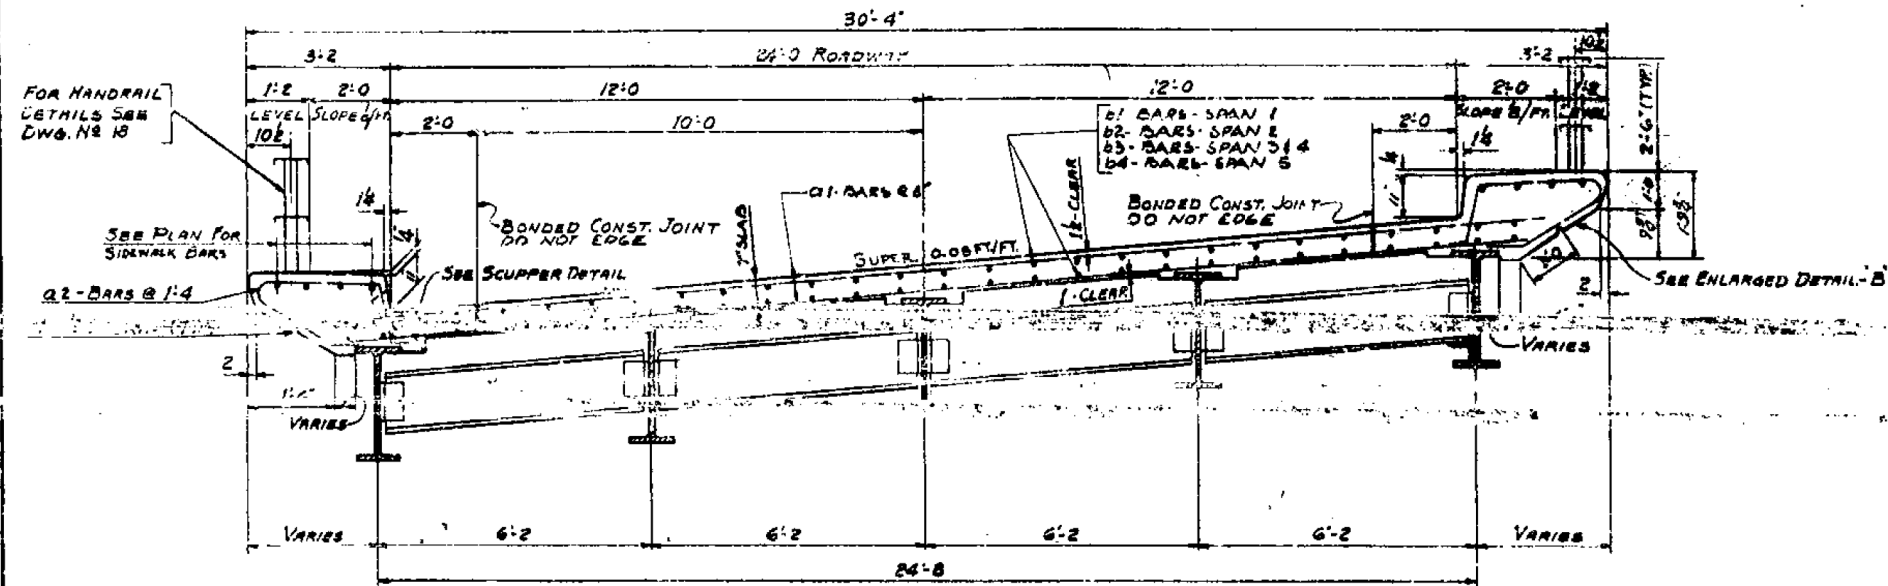 30'-4"
3'-2
24'-0 ROADWAY
3'-2
10½
FOR HANDRAIL
DETAILS SEE
DWG. Nº 18
1'-2
2'-0
12'-0
12'-0
2'-0
1'-2
LEVEL
SLOPE
SLOPE ⅛/FT.
LEVEL
10½
2'-0
10'-0
b1 BARS - SPAN 1
b2 - BARS - SPAN 2
b3 - BARS - SPAN 3 & 4
b4 - BARS - SPAN 5
2'-0
1¼
2'-6" (TYP.)
1¼
a1 - BARS @
1½ - CLEAR
BONDED CONST. JOINT
DO NOT EDGE
11"
BONDED CONST. JOINT
DO NOT EDGE
SEE PLAN FOR
SIDEWALK BARS
7" SLAB
SUPER 0.08 FT/FT.
SEE SCUPPER DETAIL
1 - CLEAR
SEE ENLARGED DETAIL - "B"
a2 - BARS @ 1'-4
2
2
VARIES
VARIES
VARIES
6'-2
6'-2
6'-2
6'-2
VARIES
24'-8